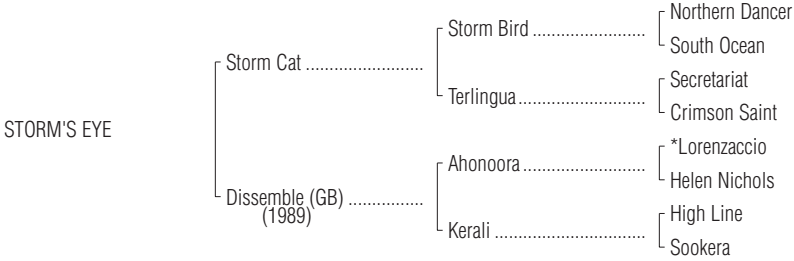 Northern Dancer
Storm Bird ........................
South Ocean
Storm Cat .........................
Secretariat
Terlingua...........................
Crimson Saint
STORM'S EYE
*Lorenzaccio
Ahonoora..........................
Helen Nichols
Dissemble (GB) ................
(1989)
High Line
Kerali ................................
Sookera